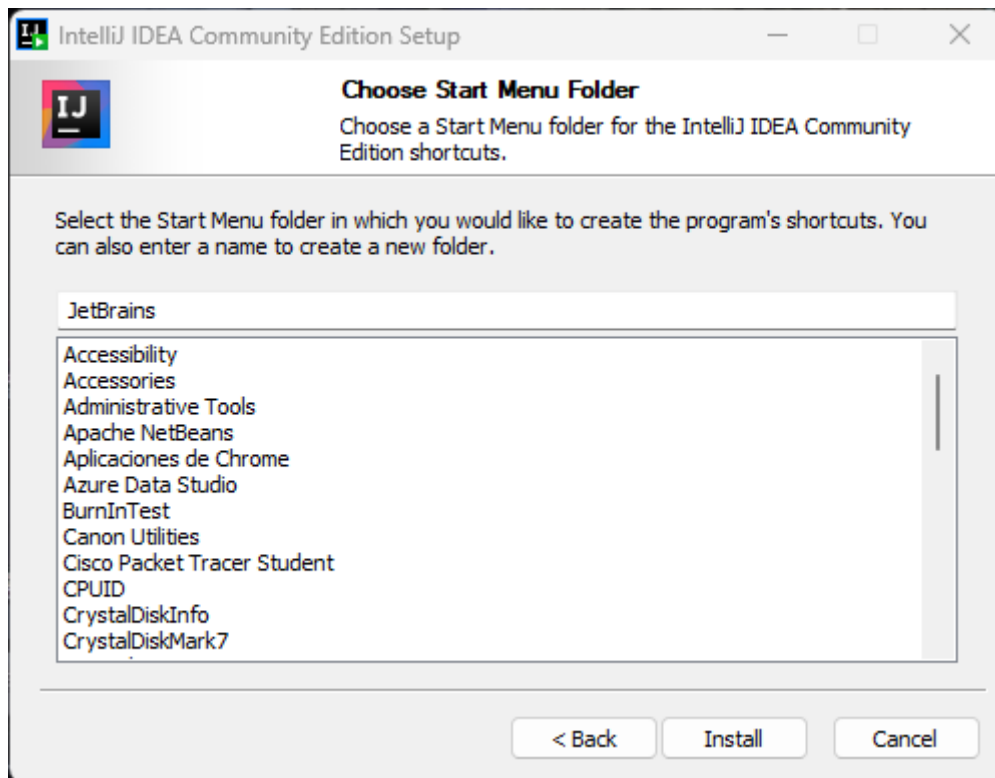 IntelliJ IDEA Community Edition Setup
IJ
Choose Start Menu Folder
Choose a Start Menu folder for the IntelliJ IDEA Community
Edition shortcuts.
Select the Start Menu folder in which you would like to create the program's shortcuts. You
can also enter a name to create a new folder.
JetBrains
Accessibility
Accessories
Administrative Tools
Apache NetBeans
Aplicaciones de Chrome
Azure Data Studio
BurnInTest
Canon Utilities
Cisco Packet Tracer Student
CPUID
CrystalDiskInfo
CrystalDiskMark7
< Back
Install
Cancel